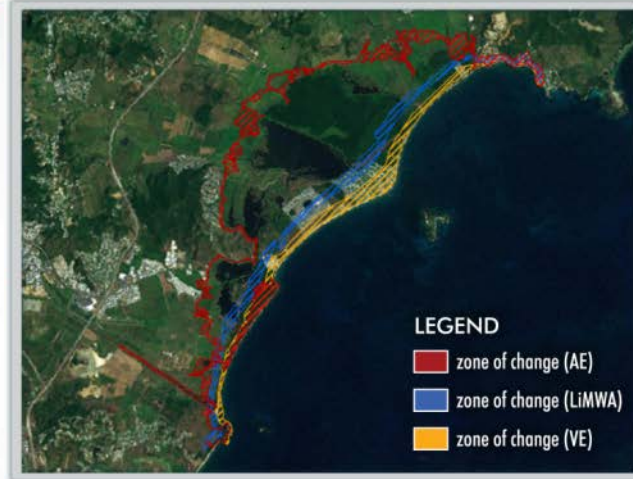 LEGEND
zone of change (AE)
zone of change (LiMWA)
zone of change (VE)